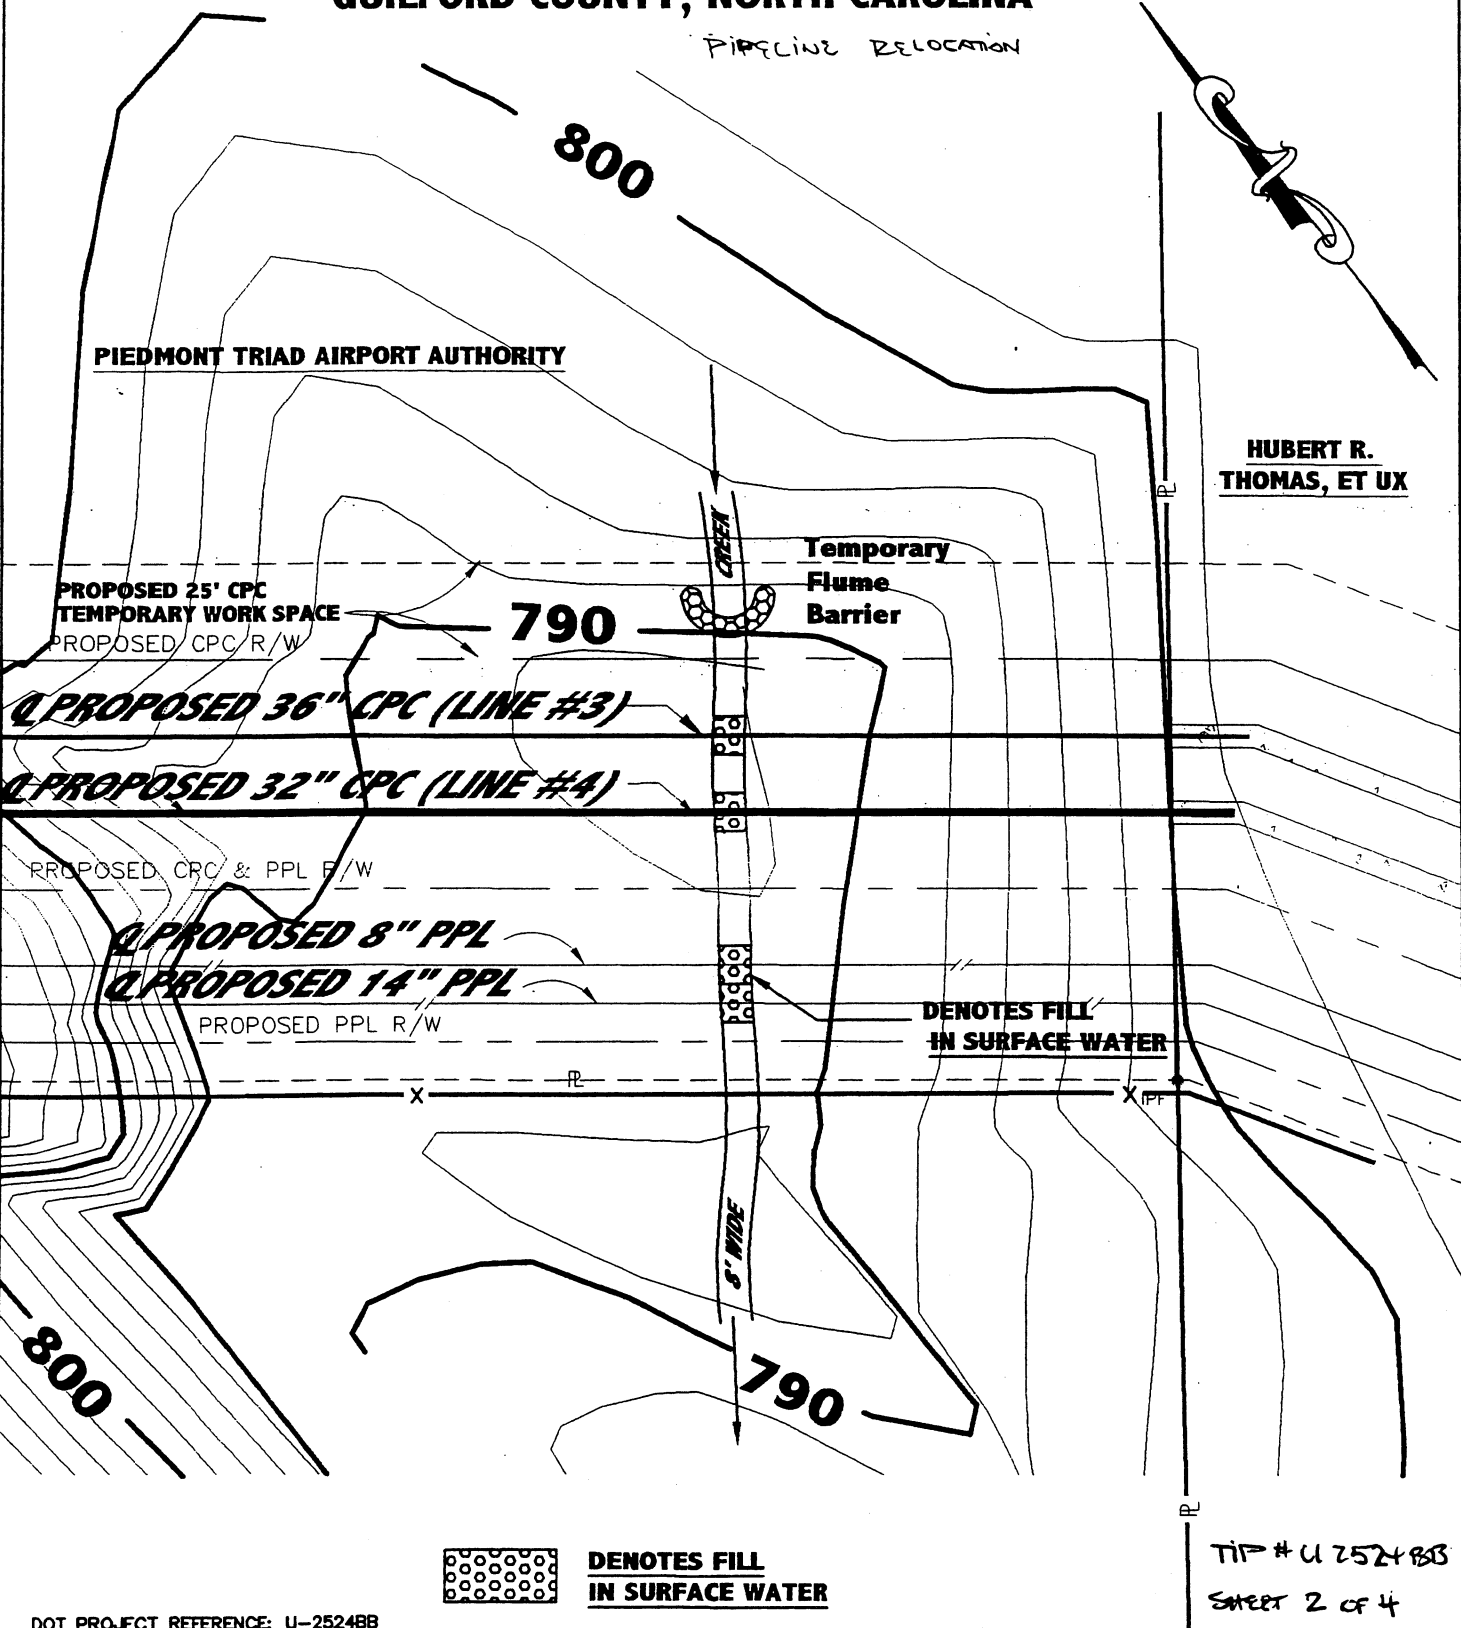 GUILFORD COUNTY, NORTH CAROLINA
PIPELINE RELOCATION
800
PIEDMONT TRIAD AIRPORT AUTHORITY
HUBERT R.
THOMAS, ET UX
PL
CREEK
Temporary
Flume
Barrier
PROPOSED 25' CPC
TEMPORARY WORK SPACE
790
PROPOSED CPC R/W
℄ PROPOSED 36" CPC (LINE #3)
℄ PROPOSED 32" CPC (LINE #4)
PROPOSED CPC & PPL R/W
℄ PROPOSED 8" PPL
℄ PROPOSED 14" PPL
PROPOSED PPL R/W
DENOTES FILL
IN SURFACE WATER
PL
X
X
IPF
8' WIDE
800
790
PL
DENOTES FILL
IN SURFACE WATER
TIP # U 2524 BB
SHEET 2 OF 4
DOT PROJECT REFERENCE: U-2524BB